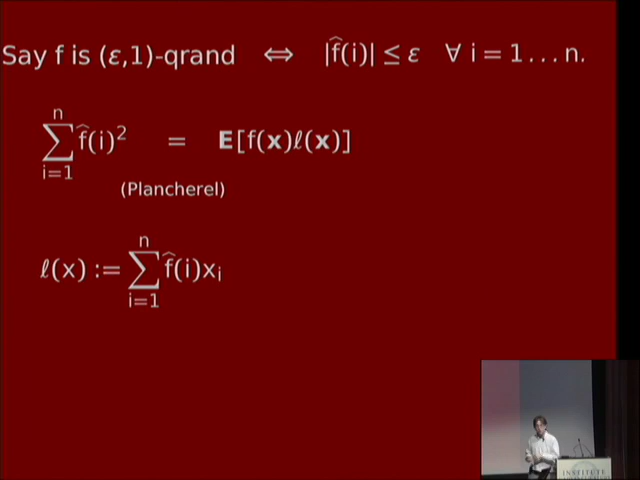 Say f is (ε,1)-qrand ⇔ |f̂(i)| ≤ ε ∀ i = 1...n.
n
∑ f̂(i)² = E[f(x)ℓ(x)]
i=1
(Plancherel)
n
ℓ(x) := ∑ f̂(i)xᵢ
i=1
INSTITUTE